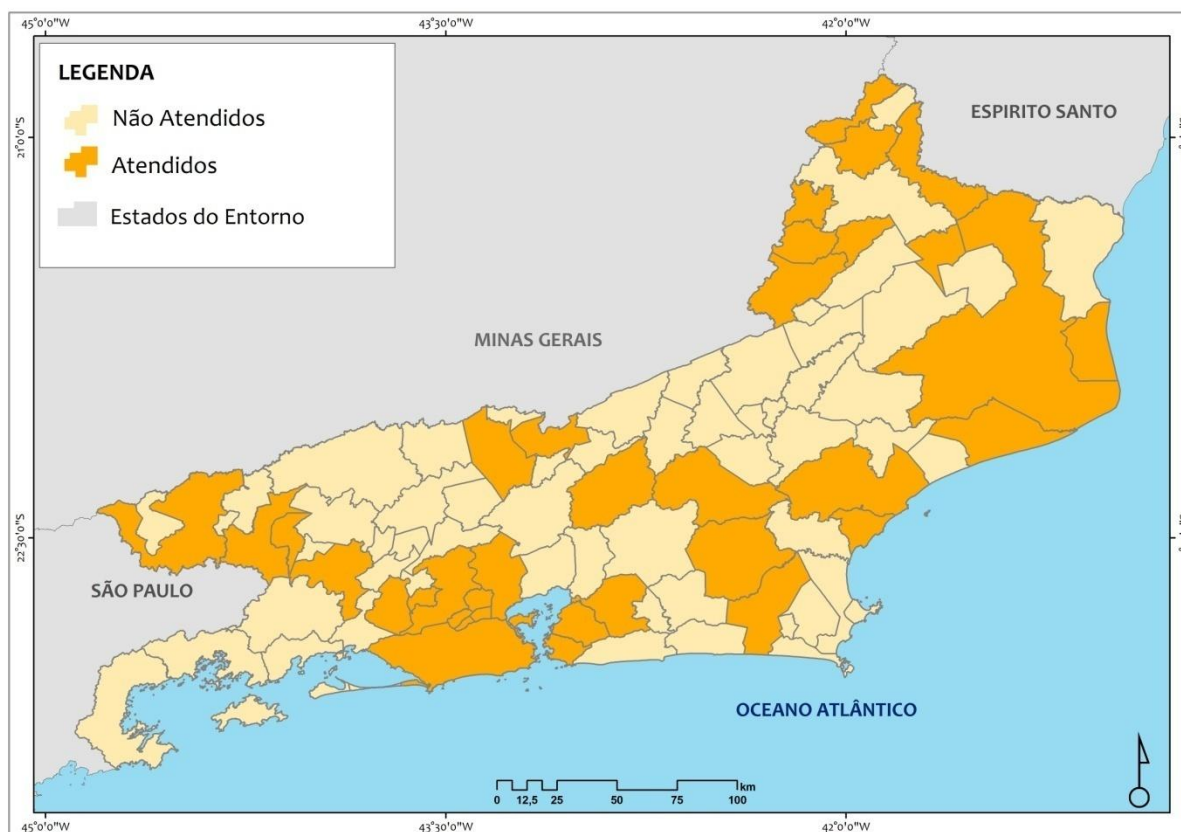 45°0'0"W
43°30'0"W
42°0'0"W
LEGENDA
Não Atendidos
Atendidos
Estados do Entorno
ESPIRITO SANTO
21°0'0"S
MINAS GERAIS
22°30'0"S
SÃO PAULO
OCEANO ATLÂNTICO
km
0 12,5 25 50 75 100
45°0'0"W
43°30'0"W
42°0'0"W